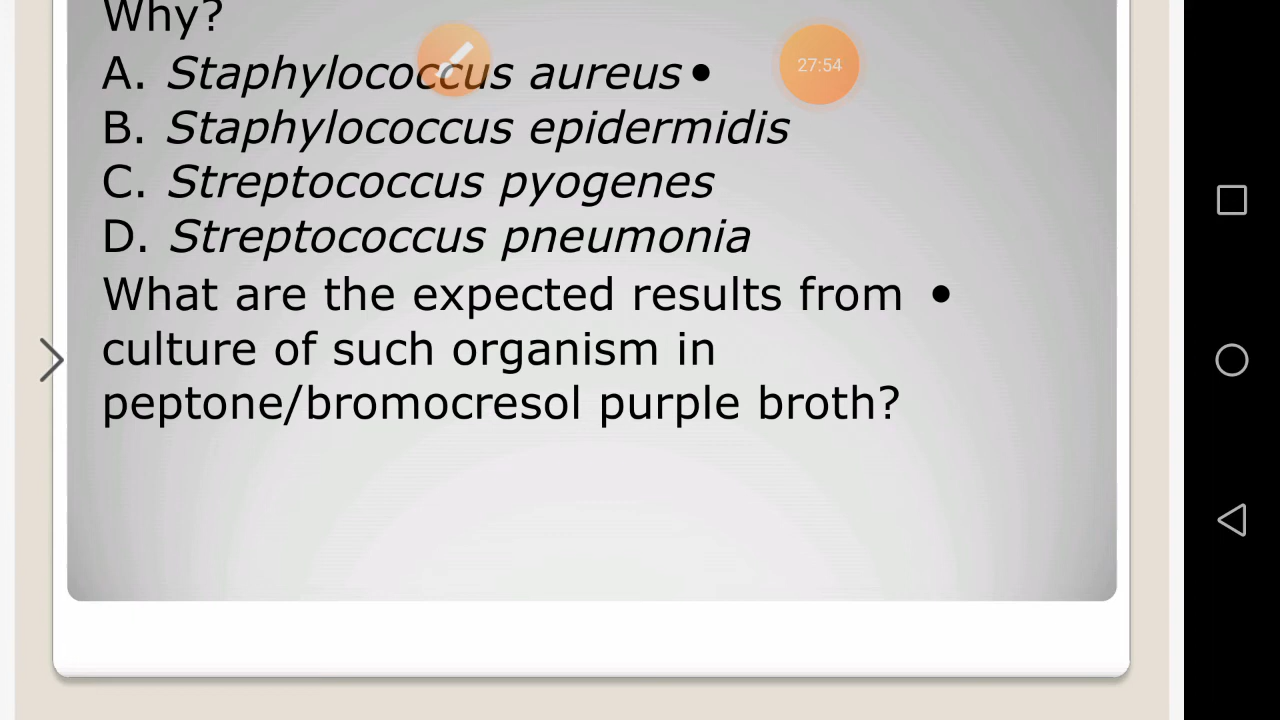 Why?
A. Staphylococcus aureus •
B. Staphylococcus epidermidis
C. Streptococcus pyogenes
D. Streptococcus pneumonia
What are the expected results from •
culture of such organism in
peptone/bromocresol purple broth?
27:54